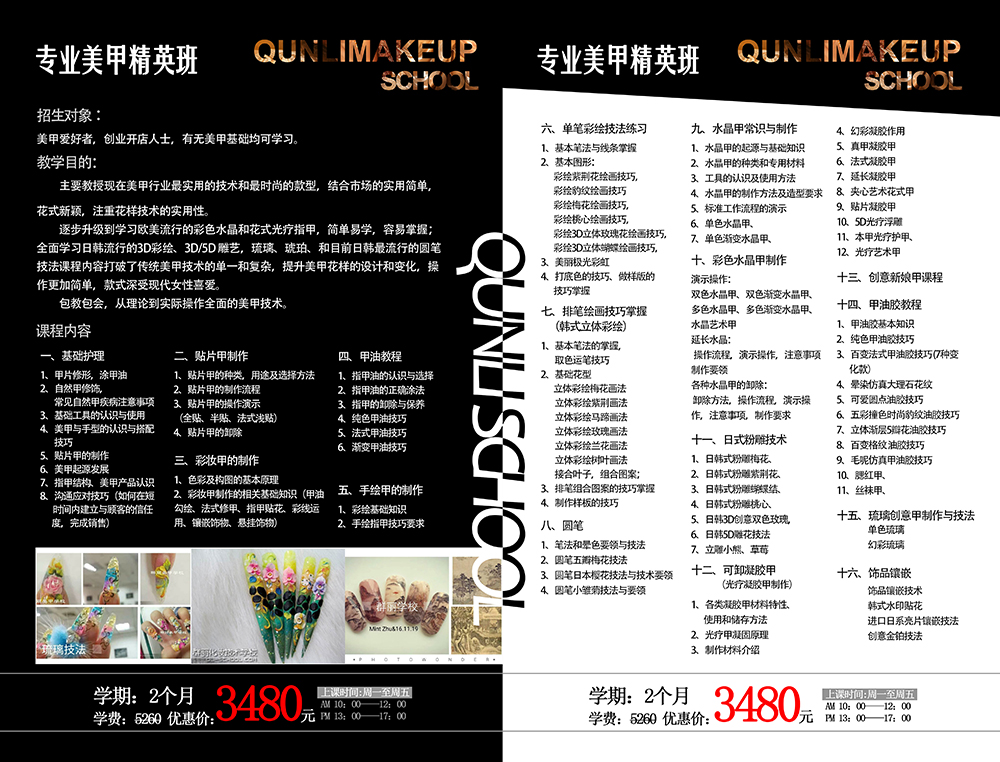 专业美甲精英班
QUNLIMAKEUP
SCHOOL
招生对象：
美甲爱好者，创业开店人士，有无美甲基础均可学习。
教学目的：
主要教授现在美甲行业最实用的技术和最时尚的款型，结合市场的实用简单，
花式新颖，注重花样技术的实用性。
逐步升级到学习欧美流行的彩色水晶和花式光疗指甲，简单易学，容易掌握；
全面学习日韩流行的3D彩绘、3D/5D 雕艺，琉璃、琥珀、和目前日韩最流行的圆笔
技法课程内容打破了传统美甲技术的单一和复杂，提升美甲花样的设计和变化，操
作更加简单，款式深受现代女性喜爱。
包教包会，从理论到实际操作全面的美甲技术。
课程内容
一、基础护理
1、甲片修形，涂甲油
2、自然甲修饰，
常见自然甲疾病注意事项
3、基础工具的认识与使用
4、美甲与手型的认识与搭配
技巧
5、贴片甲的制作
6、美甲起源发展
7、指甲结构、美甲产品认识
8、沟通应对技巧（如何在短
时间内建立与顾客的信任
度，完成销售）
二、贴片甲制作
1、贴片甲的种类，用途及选择方法
2、贴片甲的制作流程
3、贴片甲的操作演示
（全贴、半贴、法式浅贴）
4、贴片甲的卸除
三、彩妆甲的制作
1、色彩及构图的基本原理
2、彩妆甲制作的相关基础知识（甲油
勾绘、法式修甲、指甲贴花、彩线运
用、镶嵌饰物、悬挂饰物）
四、甲油教程
1、指甲油的认识与选择
2、指甲油的正确涂法
3、指甲的卸除与保养
4、纯色甲油技巧
5、法式甲油技巧
6、渐变甲油技巧
五、手绘甲的制作
1、彩绘基础知识
2、手绘指甲技巧要求
琉璃技法
群丽学校
Mint Zhu&16.11.19
PHOTOWONDER
学期：2个月
学费：5260 优惠价：3480元
上课时间：周一至周五
AM 10：00——12：00
PM 13：00——17：00
QUNLILISCHOOL
专业美甲精英班
QUNLIMAKEUP
SCHOOL
六、单笔彩绘技法练习
1、基本笔法与线条掌握
2、基本图形：
彩绘紫荆花绘画技巧，
彩绘豹纹绘画技巧
彩绘梅花绘画技巧，
彩绘桃心绘画技巧，
彩绘3D立体玫瑰花绘画技巧，
彩绘3D立体蝴蝶绘画技巧，
3、美丽极光彩虹
4、打底色的技巧、做样版的
技巧掌握
七、排笔绘画技巧掌握
（韩式立体彩绘）
1、基本笔法的掌握，
取色运笔技巧
2、基础花型
立体彩绘梅花画法
立体彩绘紫荆画法
立体彩绘马蹄画法
立体彩绘玫瑰画法
立体彩绘兰花画法
立体彩绘树叶画法
接合叶子，组合图案；
3、排笔组合图案的技巧掌握
4、制作样板的技巧
八、圆笔
1、笔法和晕色要领与技法
2、圆笔五瓣梅花技法
3、圆笔日本樱花技法与技术要领
4、圆笔小雏菊技法与要领
九、水晶甲常识与制作
1、水晶甲的起源与基础知识
2、水晶甲的种类和专用材料
3、工具的认识及使用方法
4、水晶甲的制作方法及造型要求
5、标准工作流程的演示
6、单色水晶甲、
7、单色渐变水晶甲、
十、彩色水晶甲制作
演示操作：
双色水晶甲、双色渐变水晶甲、
多色水晶甲、多色渐变水晶甲、
水晶艺术甲
延长水晶：
操作流程，演示操作，注意事项
制作要领
各种水晶甲的卸除：
卸除方法，操作流程，演示操
作，注意事项，制作要求
十一、日式粉雕技术
1、日韩式粉雕梅花、
2、日韩式粉雕紫荆花、
3、日韩式粉雕蝴蝶结、
4、日韩式粉雕桃心、
5、日韩3D创意双色玫瑰，
6、日韩5D雕花技法
7、立雕小熊、草莓
十二、可卸凝胶甲
（光疗凝胶甲制作）
1、各类凝胶甲材料特性、
使用和储存方法
2、光疗甲凝固原理
3、制作材料介绍
4、幻彩凝胶作用
5、真甲凝胶甲
6、法式凝胶甲
7、延长凝胶甲
8、夹心艺术花式甲
9、贴片凝胶甲
10、5D光疗浮雕
11、本甲光疗护甲、
12、光疗艺术甲
十三、创意新娘甲课程
十四、甲油胶教程
1、甲油胶基本知识
2、纯色甲油胶技巧
3、百变法式甲油胶技巧(7种变
化款）
4、晕染仿真大理石花纹
5、可爱圆点油胶技巧
6、五彩撞色时尚豹纹油胶技巧
7、立体渐层5瓣花油胶技巧
8、百变格纹油胶技巧
9、毛呢仿真甲油胶技巧
10、腮红甲、
11、丝袜甲、
十五、琉璃创意甲制作与技法
单色琉璃
幻彩琉璃
十六、饰品镶嵌
饰品镶嵌技术
韩式水印贴花
进口日系亮片镶嵌技法
创意金铂技法
学期：2个月
学费：5260 优惠价：3480元
上课时间：周一至周五
AM 10：00——12：00
PM 13：00——17：00